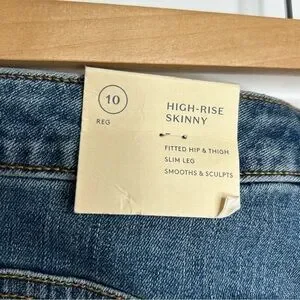 10
REG
HIGH-RISE
SKINNY
FITTED HIP & THIGH
SLIM LEG
SMOOTHS & SCULPTS